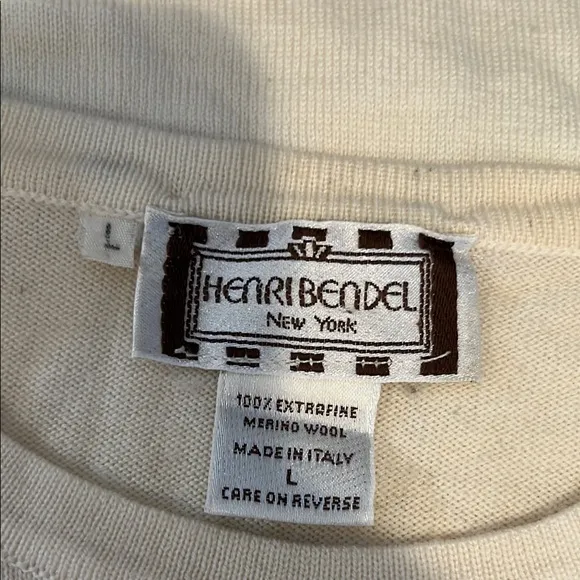 L
HENRI BENDEL
NEW YORK
100% EXTRAFINE
MERINO WOOL
MADE IN ITALY
L
CARE ON REVERSE